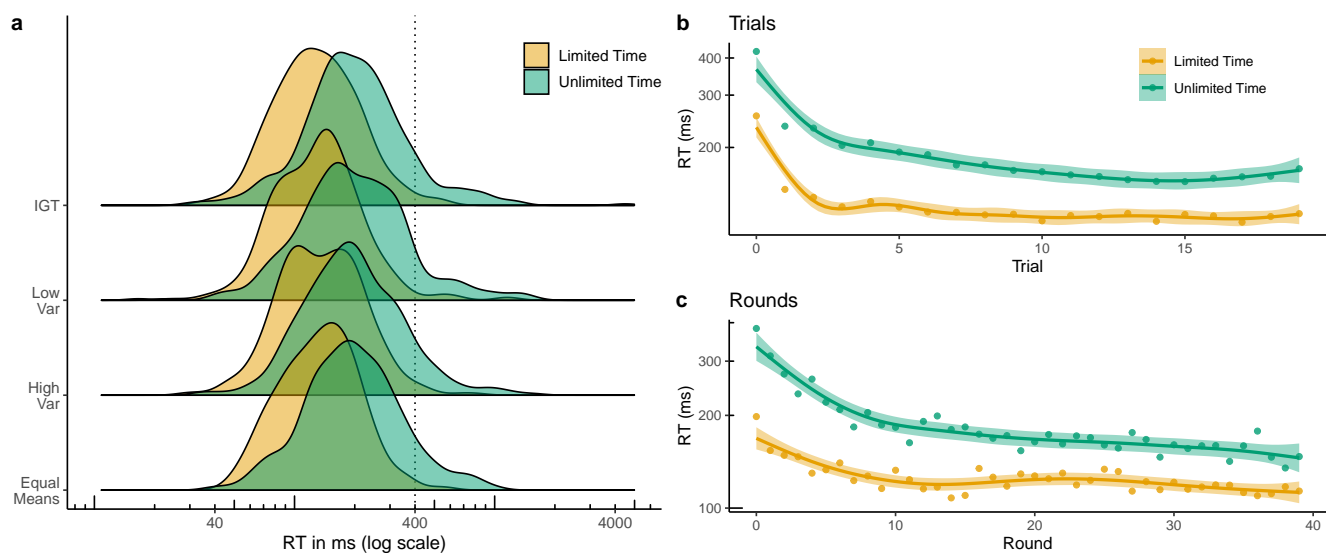 a
Limited Time
Unlimited Time
IGT
Low
Var
High
Var
Equal
Means
40
400
4000
RT in ms (log scale)
b
Trials
400
300
200
RT (ms)
Limited Time
Unlimited Time
0
5
10
15
Trial
c
Rounds
300
200
100
RT (ms)
0
10
20
30
40
Round